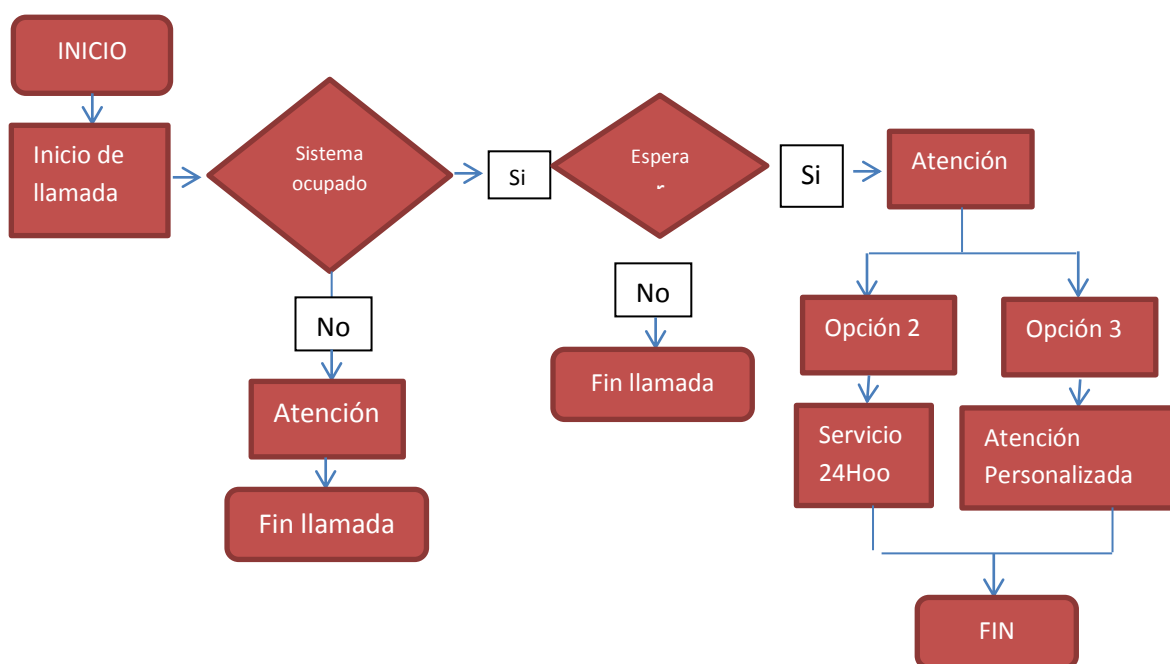 INICIO
Inicio de
llamada
Sistema
ocupado
Si
Espera
r
Si
Atención
No
Atención
Fin llamada
No
Fin llamada
Opción 2
Opción 3
Servicio
24Hoo
Atención
Personalizada
FIN